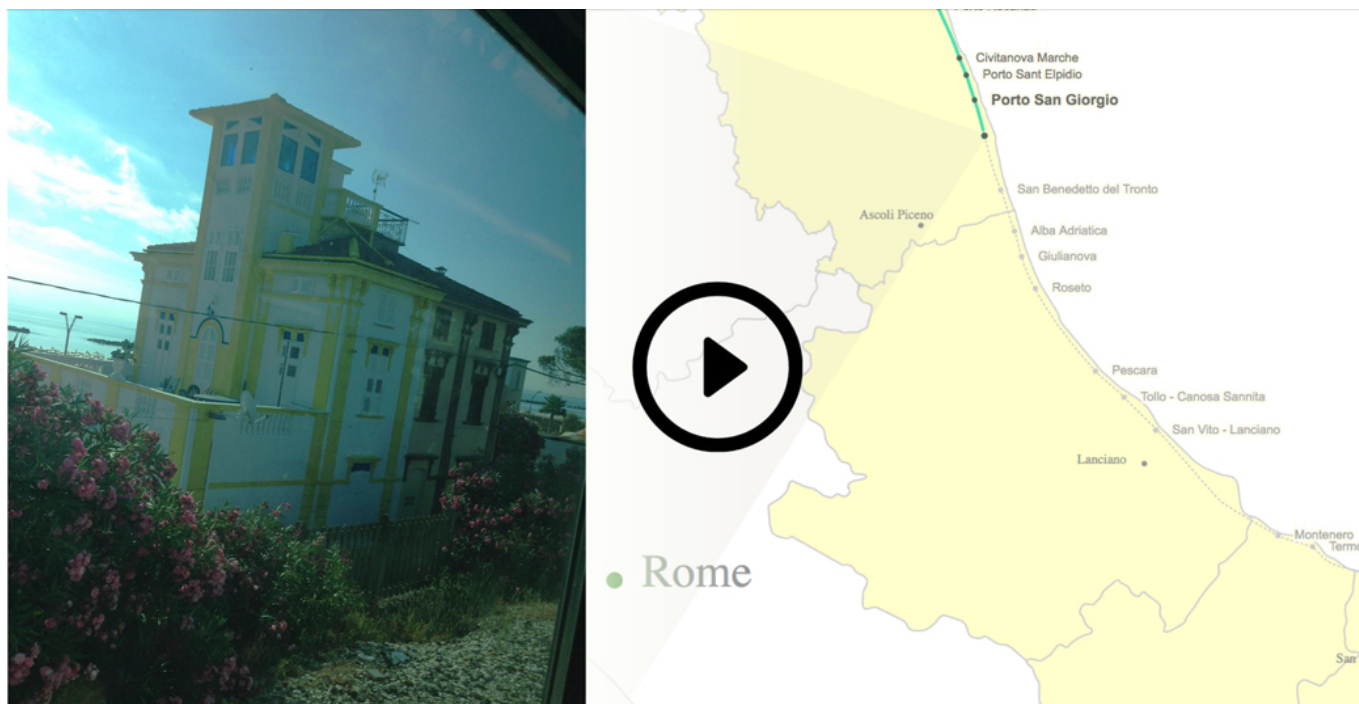 Civitanova Marche
Porto Sant Elpidio
Porto San Giorgio
San Benedetto del Tronto
Ascoli Piceno
Alba Adriatica
Giulianova
Roseto
Pescara
Tollo - Canosa Sannita
San Vito - Lanciano
Lanciano
Montenero
Rome
San